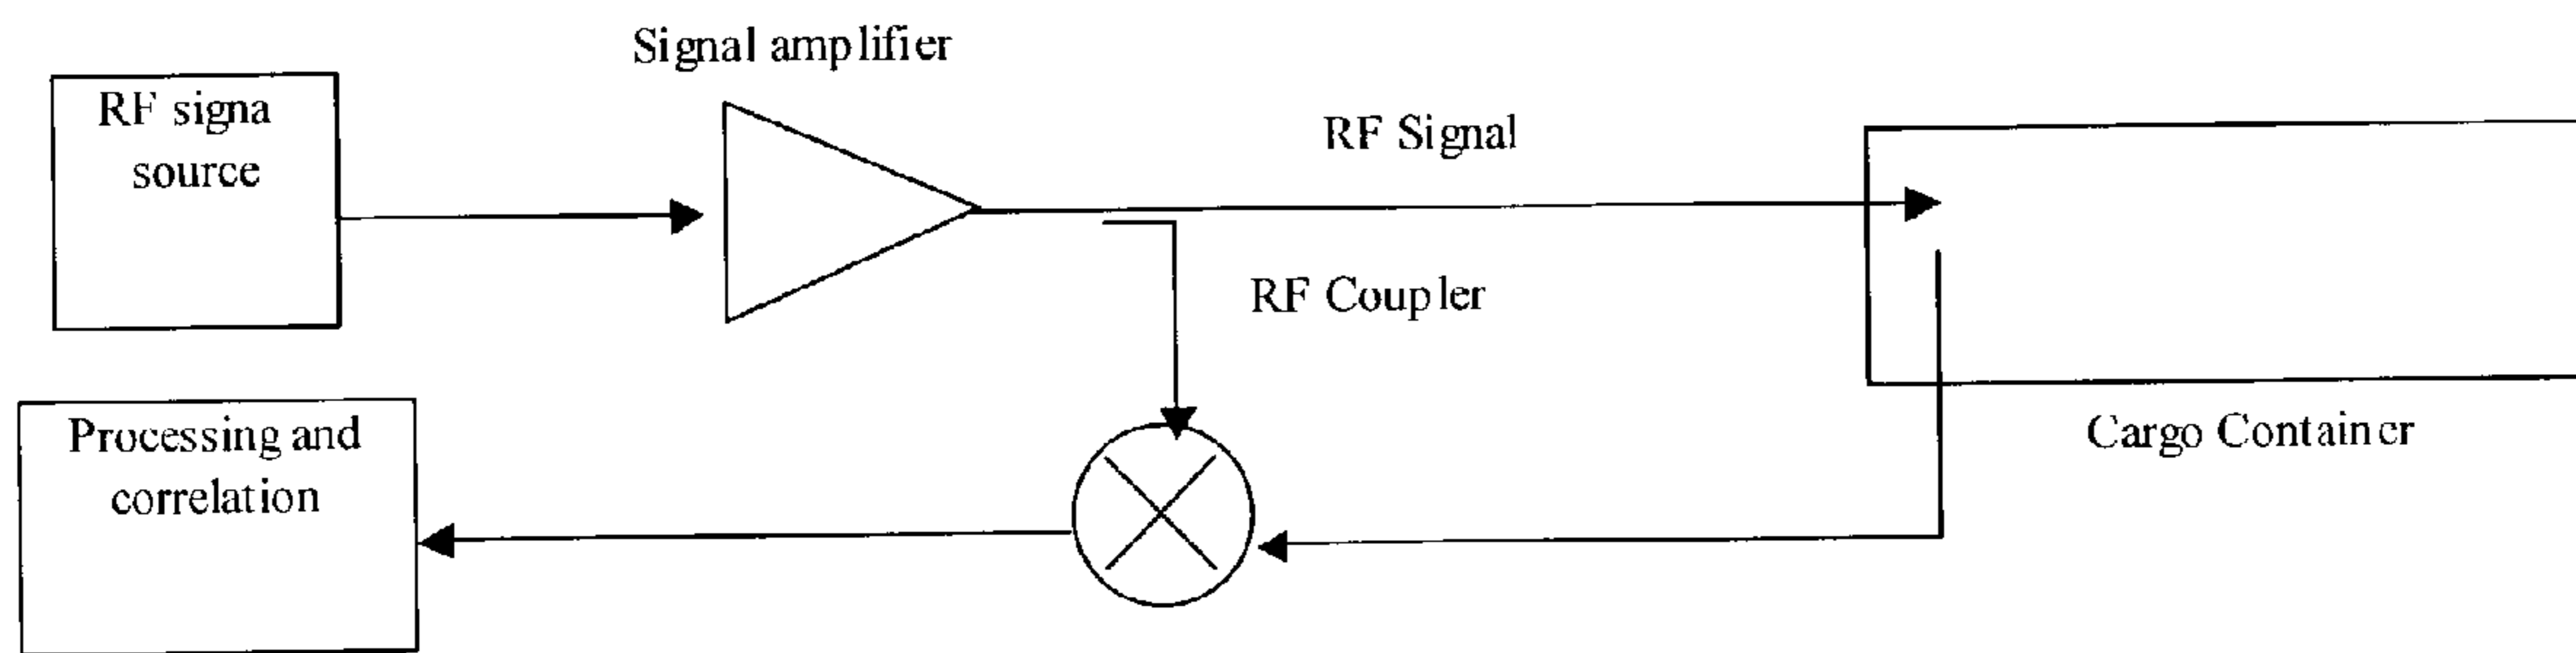 Signal amplifier
RF signa
source
RF Signal
RF Coupler
Processing and
correlation
Cargo Container